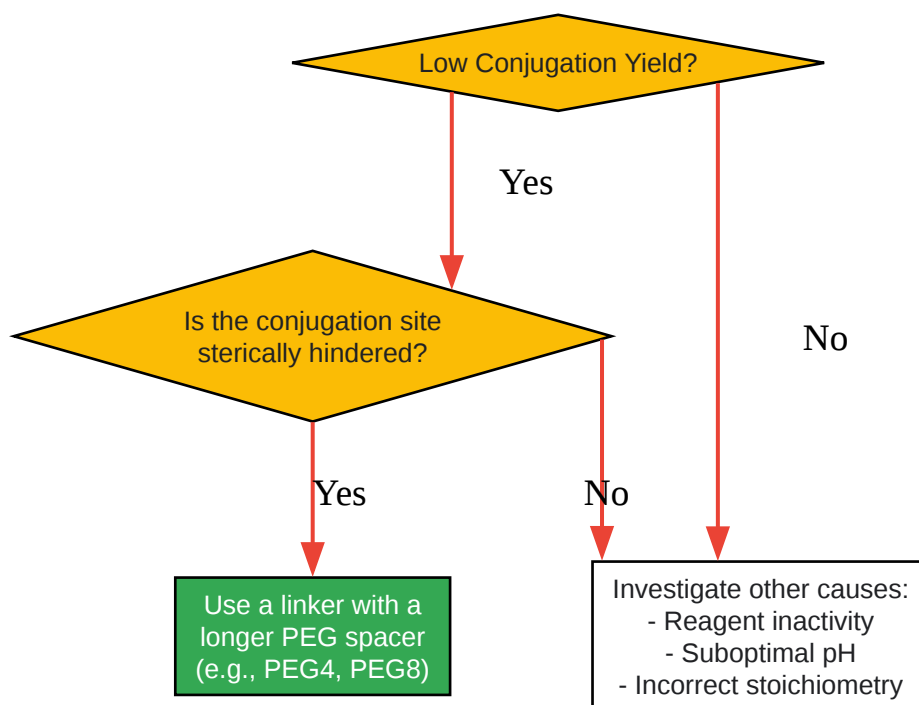 Low Conjugation Yield?
Yes
Is the conjugation site
sterically hindered?
No
Yes
No
Use a linker with a
longer PEG spacer
(e.g., PEG4, PEG8)
Investigate other causes:
- Reagent inactivity
- Suboptimal pH
- Incorrect stoichiometry